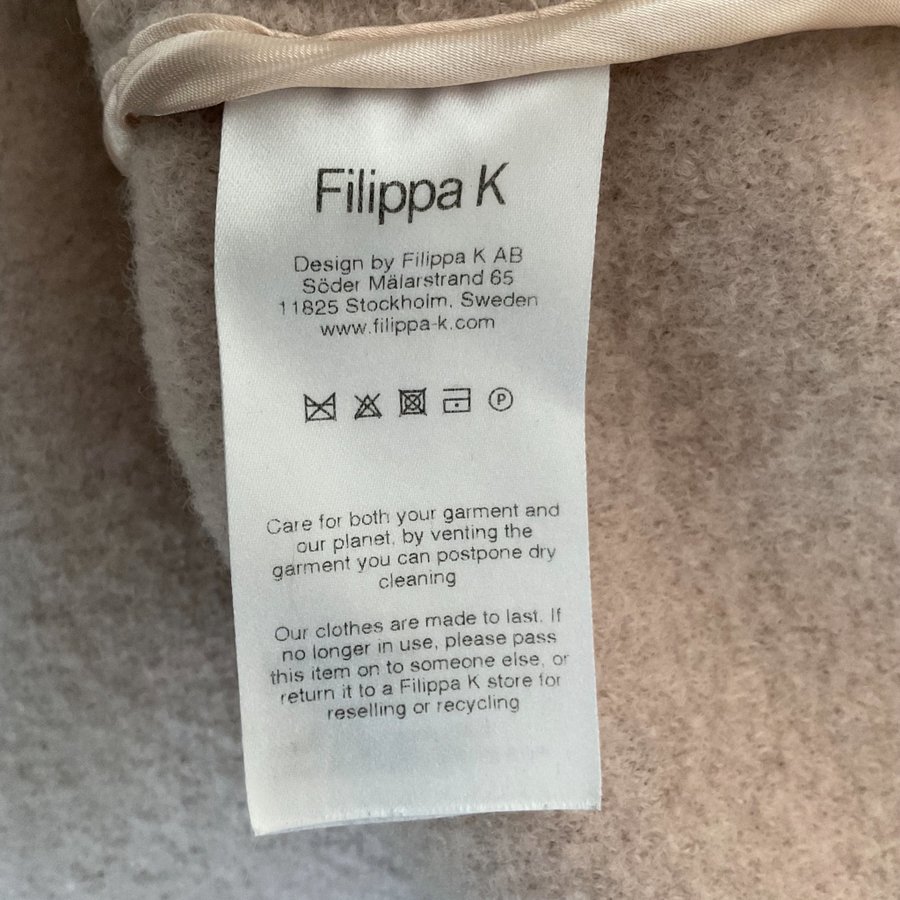 Filippa K
Design by Filippa K AB
Söder Mälarstrand 65
11825 Stockholm, Sweden
www.filippa-k.com
P
Care for both your garment and
our planet, by venting the
garment you can postpone dry
cleaning
Our clothes are made to last. If
no longer in use, please pass
this item on to someone else, or
return it to a Filippa K store for
reselling or recycling